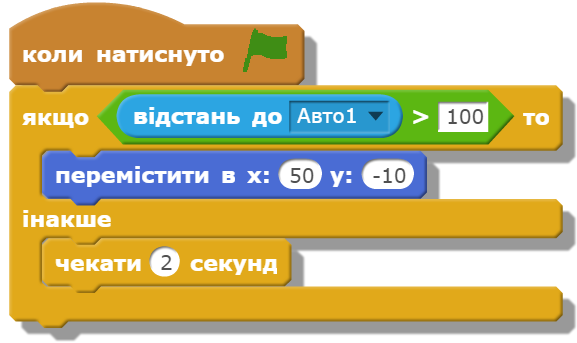 коли натиснуто
якщо відстань до Авто1 > 100 то
перемістити в x: 50 y: -10
інакше
чекати 2 секунд